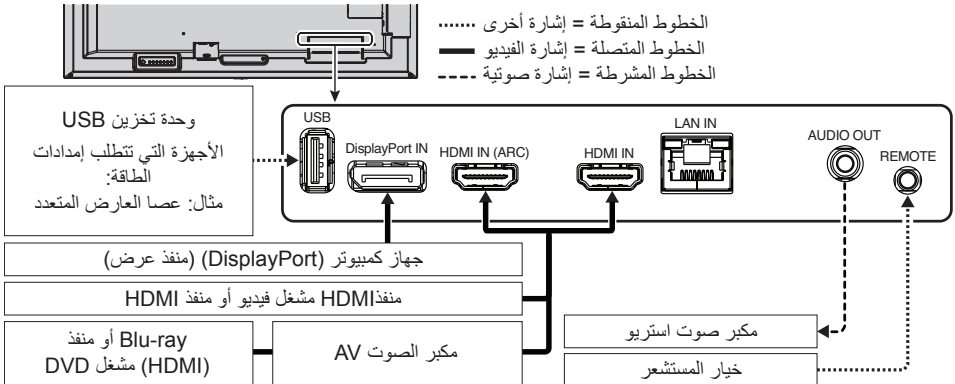 الخطوط المنقوطة = إشارة أخرى
الخطوط المتصلة = إشارة الفيديو
الخطوط المشرطة = إشارة صوتية
وحدة تخزين USB
الأجهزة التي تتطلب إمدادات
الطاقة:
مثال: عصا العارض المتعدد
USB
DisplayPort IN
HDMI IN (ARC)
HDMI IN
LAN IN
AUDIO OUT
REMOTE
جهاز كمبيوتر (DisplayPort) (منفذ عرض)
منفذHDMI مشغل فيديو أو منفذ HDMI
Blu-ray أو منفذ
(HDMI) مشغل DVD
مكبر الصوت AV
مكبر صوت استريو
خيار المستشعر